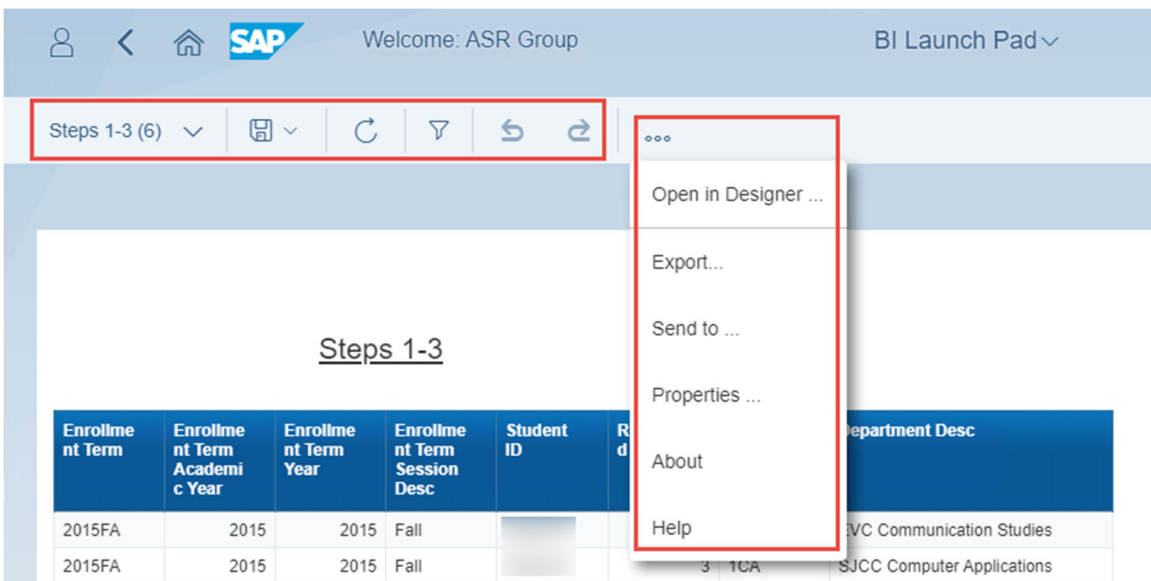 SAP Welcome: ASR Group BI Launch Pad
Steps 1-3 (6)
Open in Designer ...
Export...
Send to ...
Steps 1-3
Properties ...
Enrollme Enrollme Enrollme Enrollme Student R Department Desc
nt Term nt Term nt Term nt Term ID d
Academi Year Session
c Year Desc
About
Help
2015FA 2015 2015 Fall EVC Communication Studies
2015FA 2015 2015 Fall 3 1CA SJCC Computer Applications